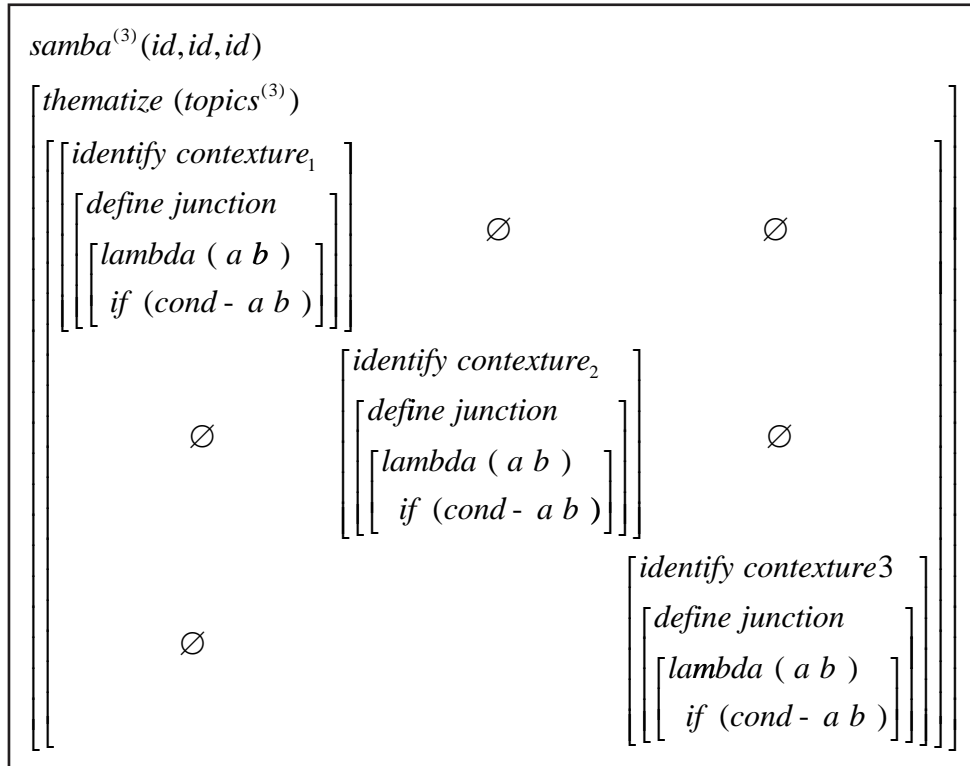 samba^(3)(id,id,id)
thematize (topics^(3))
identify contexture₁
define junction
lambda ( a b )
if (cond - a b )
∅ ∅
identify contexture₂
define junction
lambda ( a b )
if (cond - a b )
∅ ∅
identify contexture3
define junction
lambda ( a b )
if (cond - a b )
∅